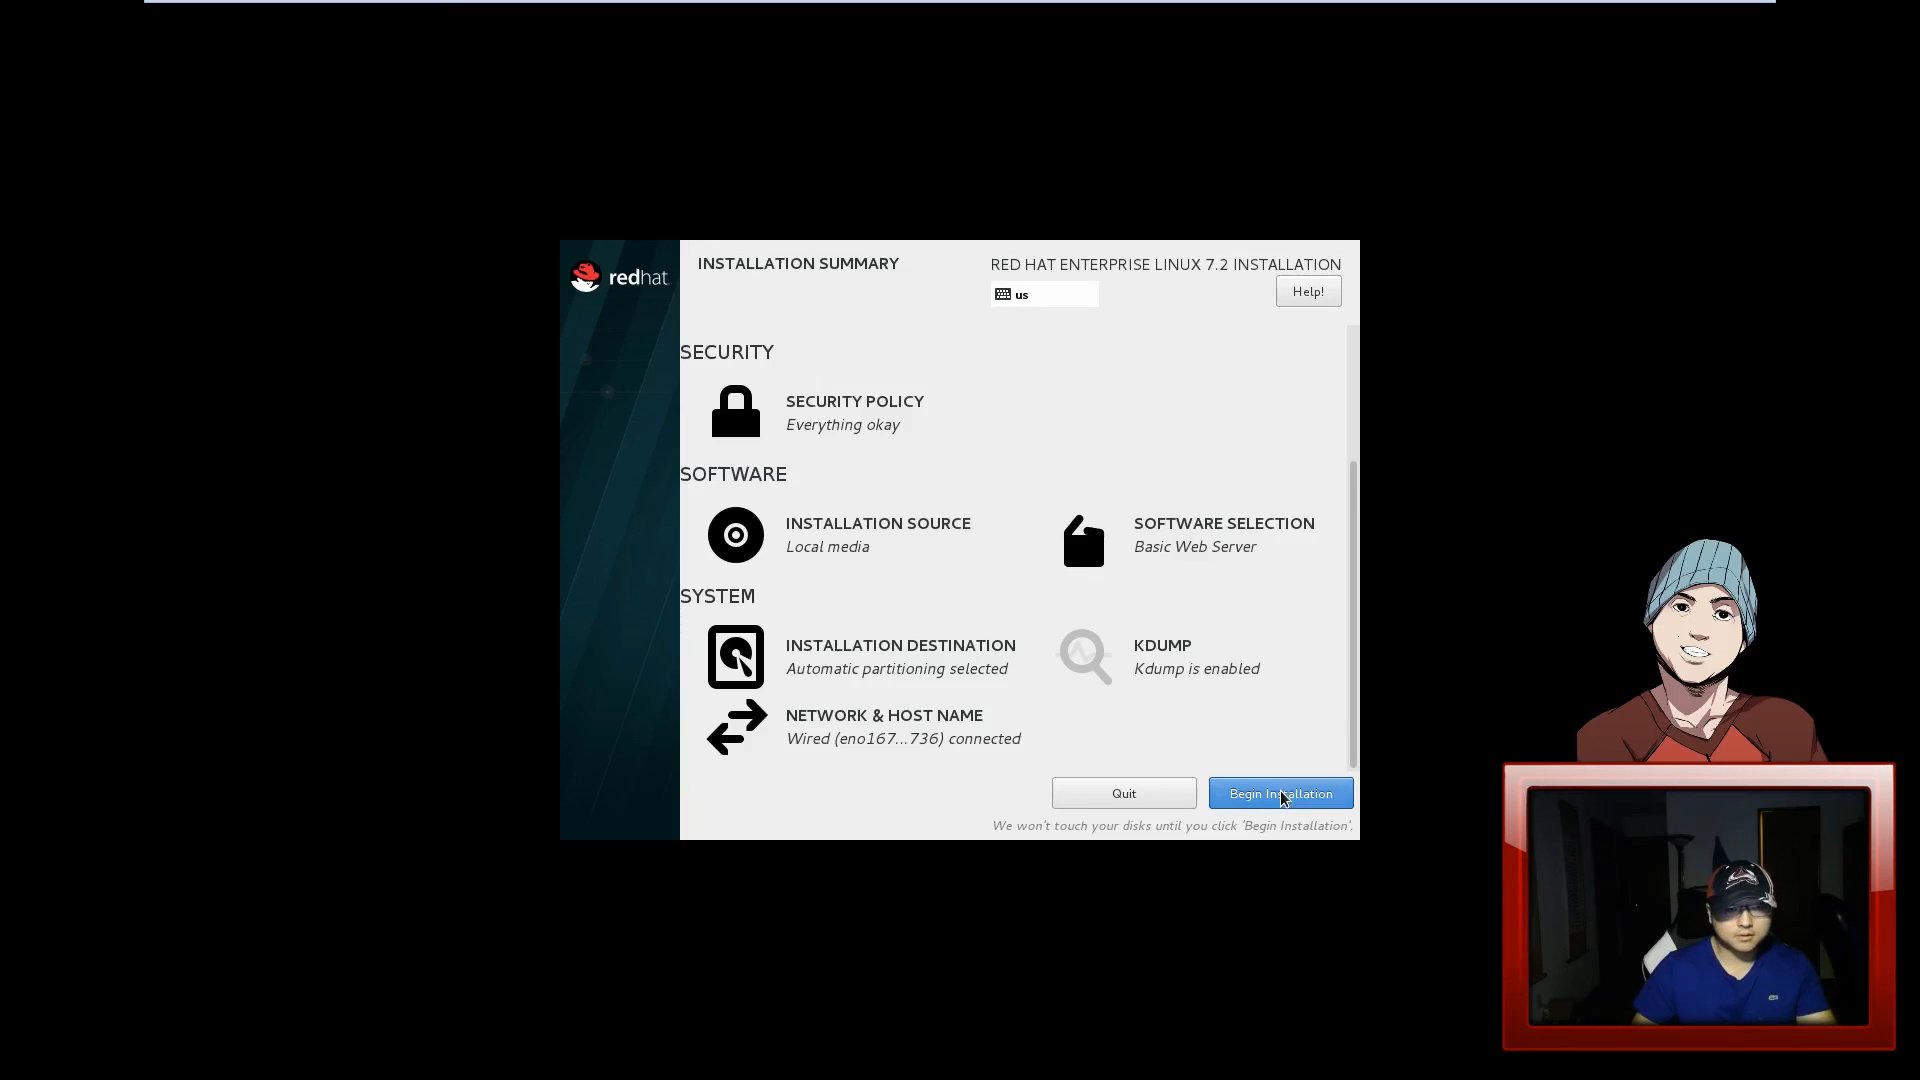 redhat
INSTALLATION SUMMARY
RED HAT ENTERPRISE LINUX 7.2 INSTALLATION
us
Help!
SECURITY
SECURITY POLICY
Everything okay
SOFTWARE
INSTALLATION SOURCE
Local media
SOFTWARE SELECTION
Basic Web Server
SYSTEM
INSTALLATION DESTINATION
Automatic partitioning selected
KDUMP
Kdump is enabled
NETWORK & HOST NAME
Wired (eno167...736) connected
Quit
Begin Installation
We won't touch your disks until you click 'Begin Installation'.